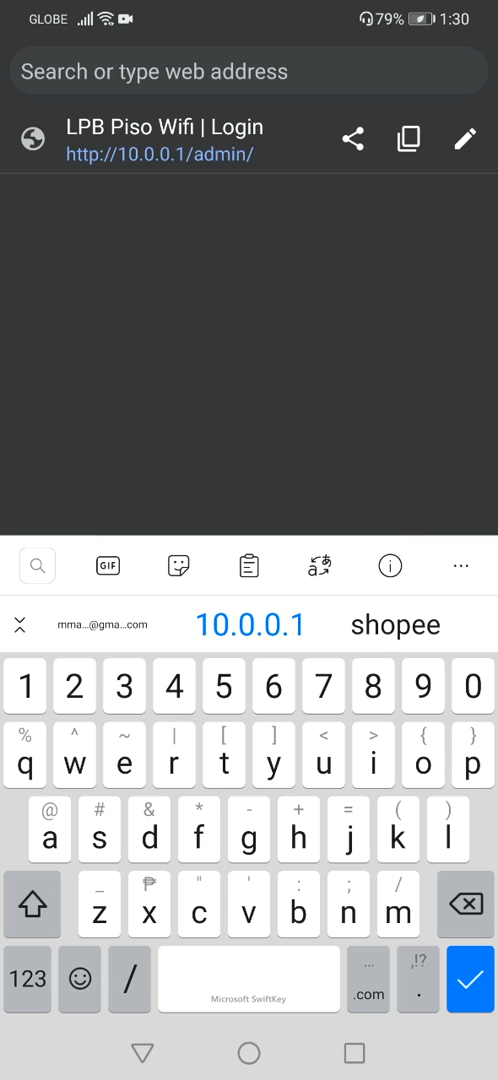 GLOBE 79% 1:30
Search or type web address
LPB Piso Wifi | Login
http://10.0.0.1/admin/
GIF
mma...@gma...com 10.0.0.1 shopee
1 2 3 4 5 6 7 8 9 0
% ^ ~ | [ ] < > { }
q w e r t y u i o p
@ # & * - + = ( )
a s d f g h j k l
_ ₱ " ' : ; /
z x c v b n m
... ,!?
123 / Microsoft SwiftKey .com .